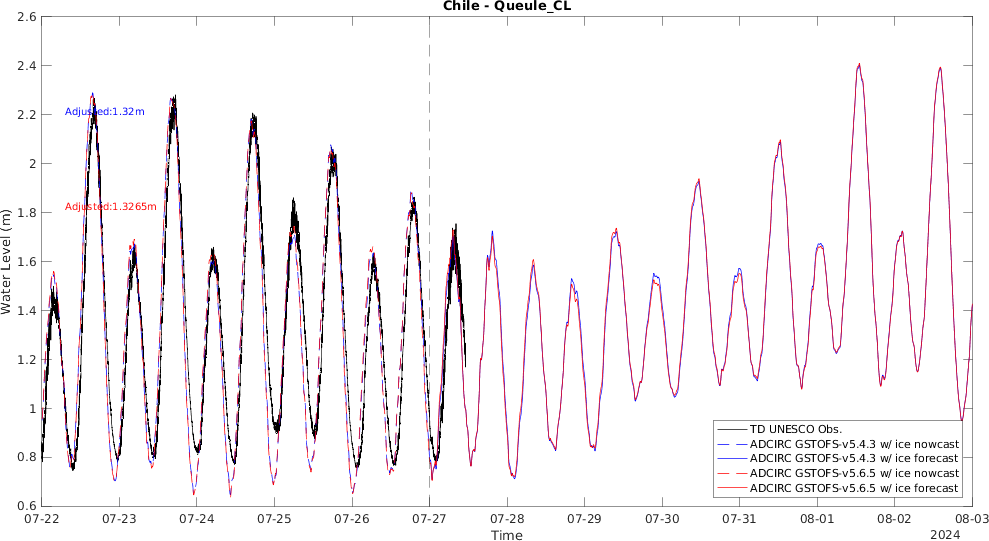 Chile - Queule_CL
2.6
2.4
2.2
2
1.8
1.6
1.4
1.2
1
0.8
0.6
Water Level (m)
Adjusted:1.32m
Adjusted:1.3265m
TD UNESCO Obs.
ADCIRC GSTOFS-v5.4.3 w/ ice nowcast
ADCIRC GSTOFS-v5.4.3 w/ ice forecast
ADCIRC GSTOFS-v5.6.5 w/ ice nowcast
ADCIRC GSTOFS-v5.6.5 w/ ice forecast
07-22 07-23 07-24 07-25 07-26 07-27 07-28 07-29 07-30 07-31 08-01 08-02 08-03
Time
2024